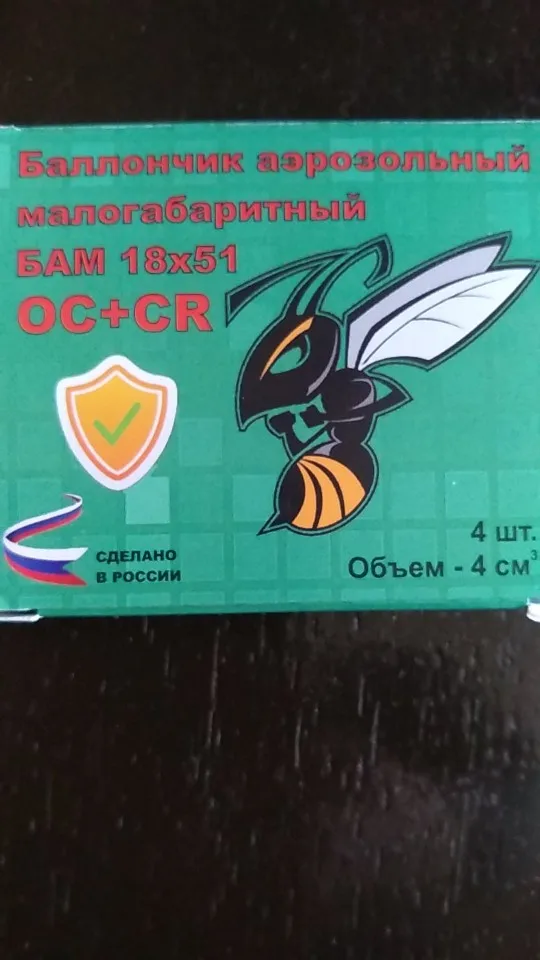 Баллончик аэрозольный
малогабаритный
БАМ 18х51
OC+CR
СДЕЛАНО
В РОССИИ
4 шт.
Объем - 4 см³